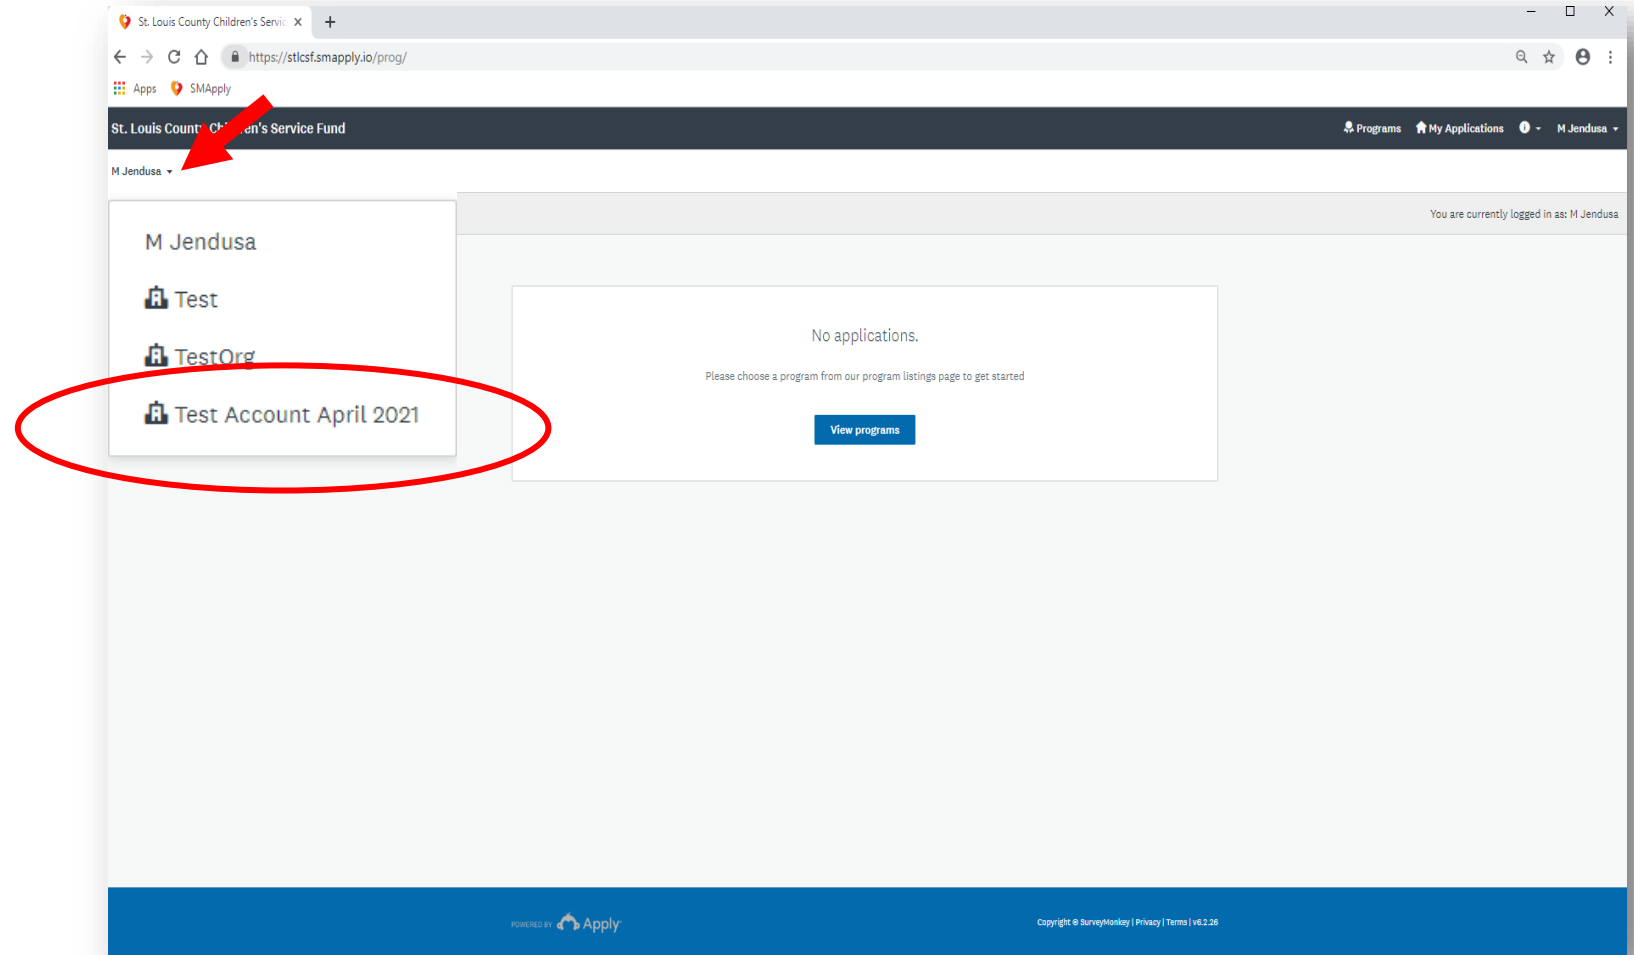 St. Louis County Children's Servic
https://stlcsf.smapply.io/prog/
Apps SMApply
St. Louis County Children's Service Fund
Programs My Applications M Jendusa
M Jendusa
You are currently logged in as: M Jendusa
M Jendusa
Test
TestOrg
Test Account April 2021
No applications.
Please choose a program from our program listings page to get started
View programs
POWERED BY Apply
Copyright © SurveyMonkey | Privacy | Terms | v6.2.26